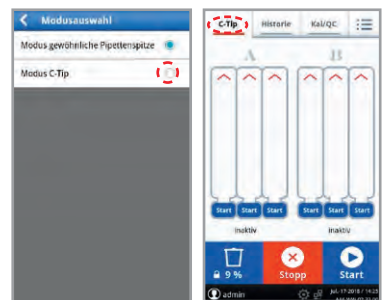 Modusauswahl
Modus gewöhnliche Pipettenspitze
Modus C-Tip
C-Tip Historie Kal/QC
A B
Start Start Start Start Start Start
inaktiv inaktiv
9 % Stopp Start
admin